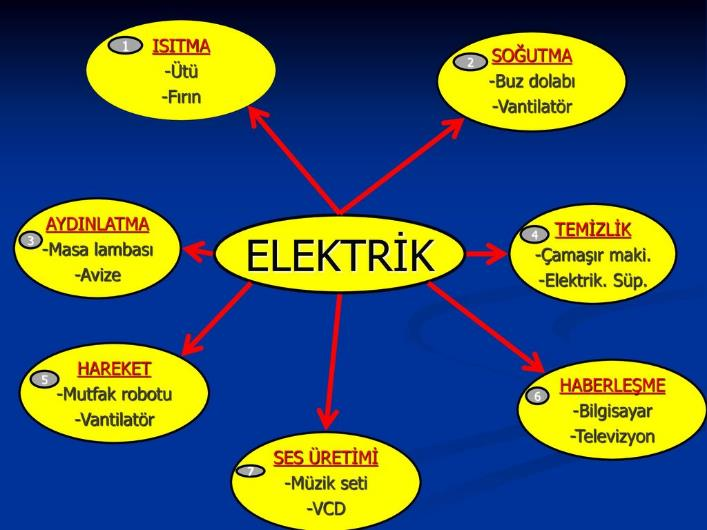 1 ISITMA
-Ütü
-Fırın
2 SOĞUTMA
-Buz dolabı
-Vantilatör
3 AYDINLATMA
-Masa lambası
-Avize
ELEKTRİK
4 TEMİZLİK
-Çamaşır maki.
-Elektrik. Süp.
5 HAREKET
-Mutfak robotu
-Vantilatör
6 HABERLEŞME
-Bilgisayar
-Televizyon
7 SES ÜRETİMİ
-Müzik seti
-VCD